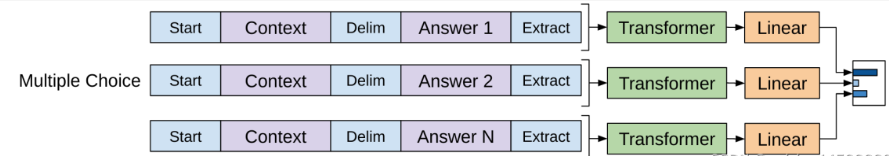 Start Context Delim Answer 1 Extract Transformer Linear
Multiple Choice Start Context Delim Answer 2 Extract Transformer Linear
Start Context Delim Answer N Extract Transformer Linear